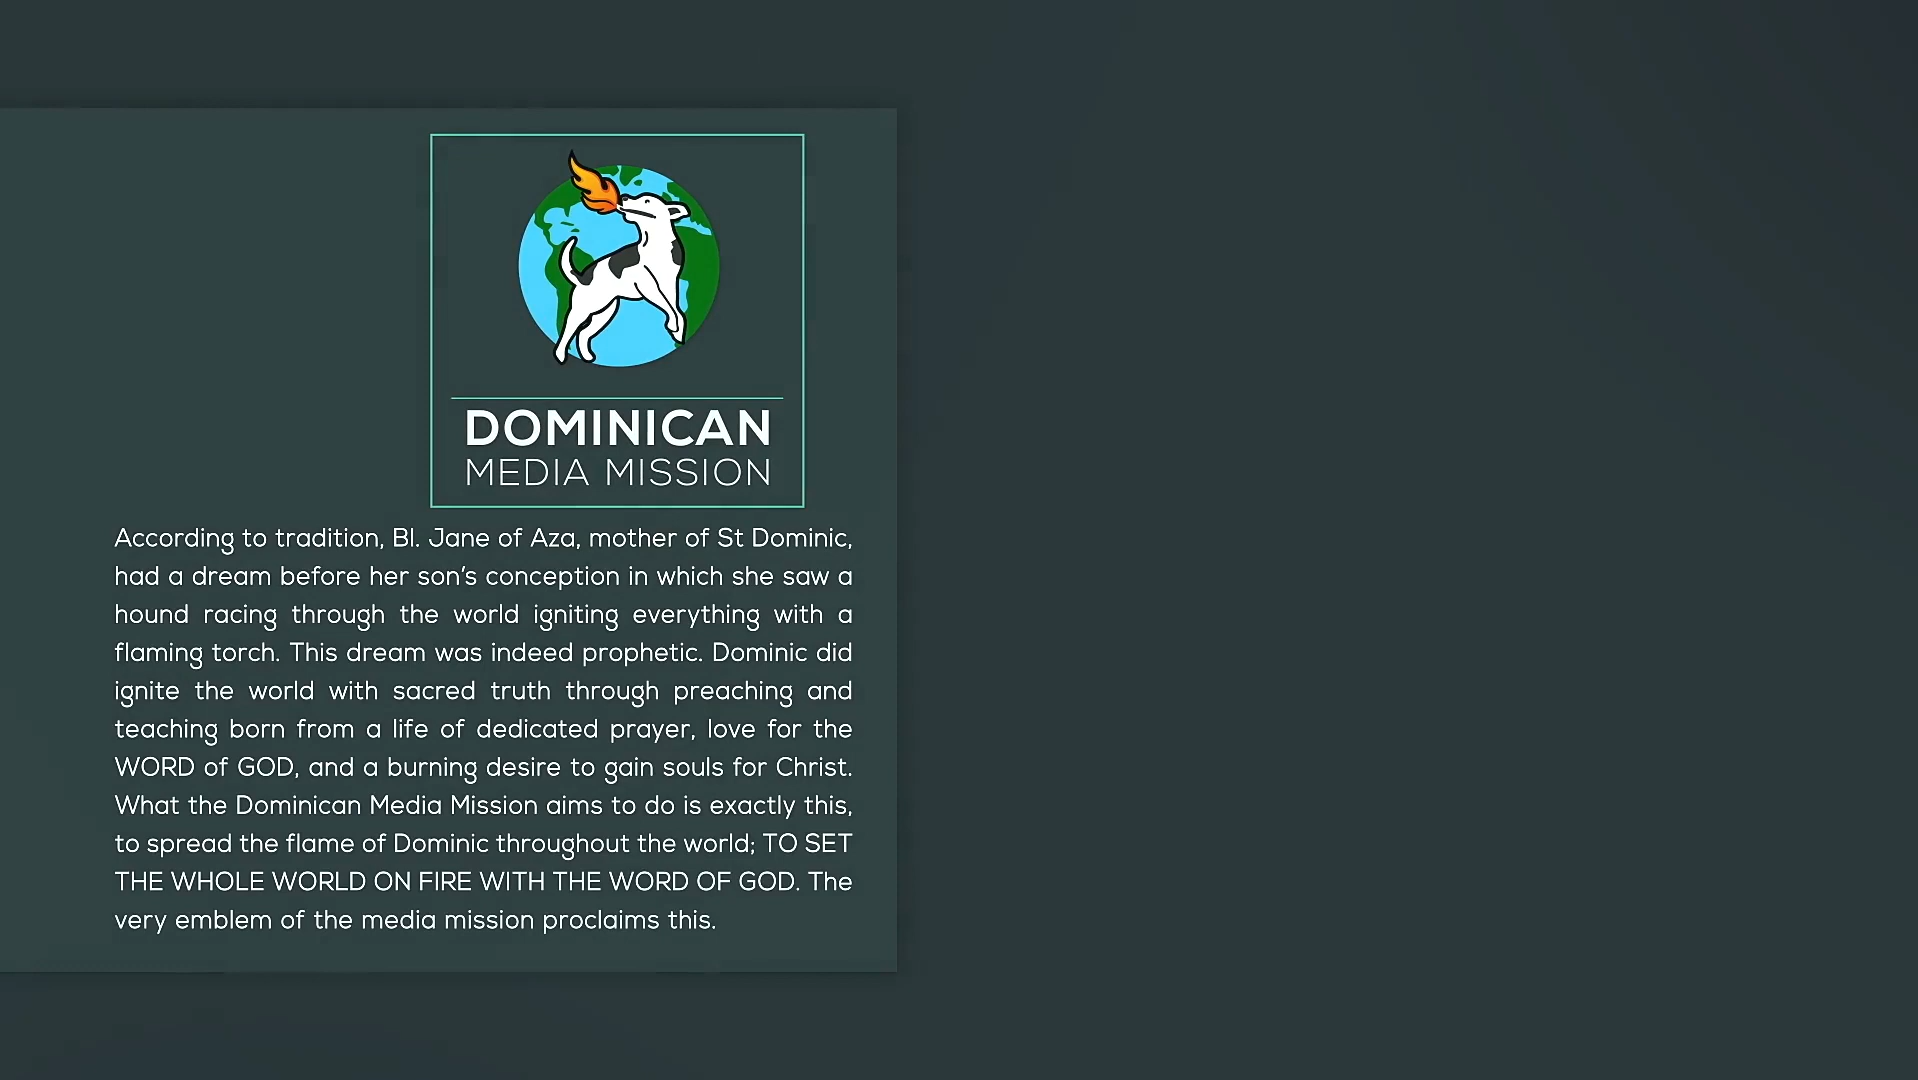 DOMINICAN
MEDIA MISSION
According to tradition, Bl. Jane of Aza, mother of St Dominic,
had a dream before her son’s conception in which she saw a
hound racing through the world igniting everything with a
flaming torch. This dream was indeed prophetic. Dominic did
ignite the world with sacred truth through preaching and
teaching born from a life of dedicated prayer, love for the
WORD of GOD, and a burning desire to gain souls for Christ.
What the Dominican Media Mission aims to do is exactly this,
to spread the flame of Dominic throughout the world; TO SET
THE WHOLE WORLD ON FIRE WITH THE WORD OF GOD. The
very emblem of the media mission proclaims this.